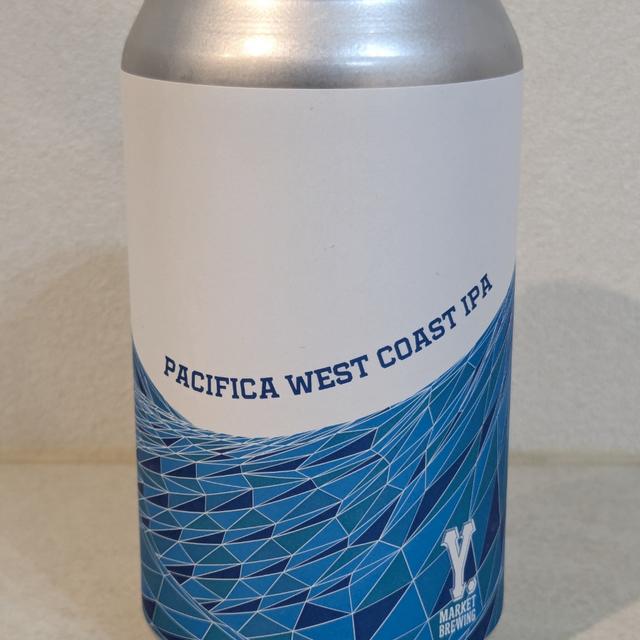 PACIFICA WEST COAST IPA
Y.
MARKET
BREWING